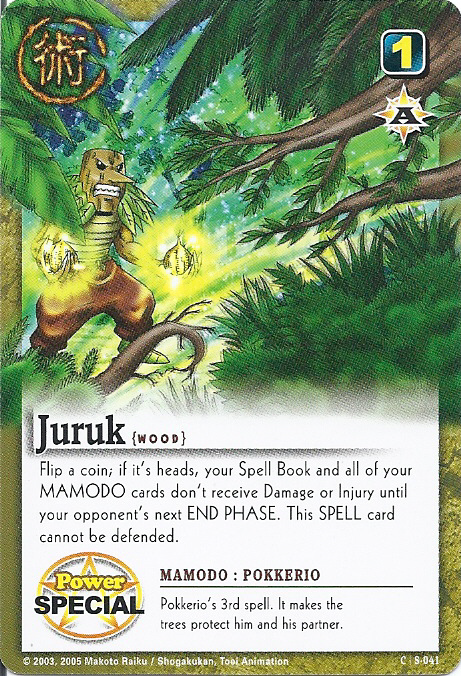 術
1
A
Juruk {WOOD}
Flip a coin; if it's heads, your Spell Book and all of your
MAMODO cards don't receive Damage or Injury until
your opponent's next END PHASE. This SPELL card
cannot be defended.
Power
SPECIAL
MAMODO : POKKERIO
Pokkerio's 3rd spell. It makes the
trees protect him and his partner.
© 2003, 2005 Makoto Raiku / Shogakukan, Toei Animation
C S-041